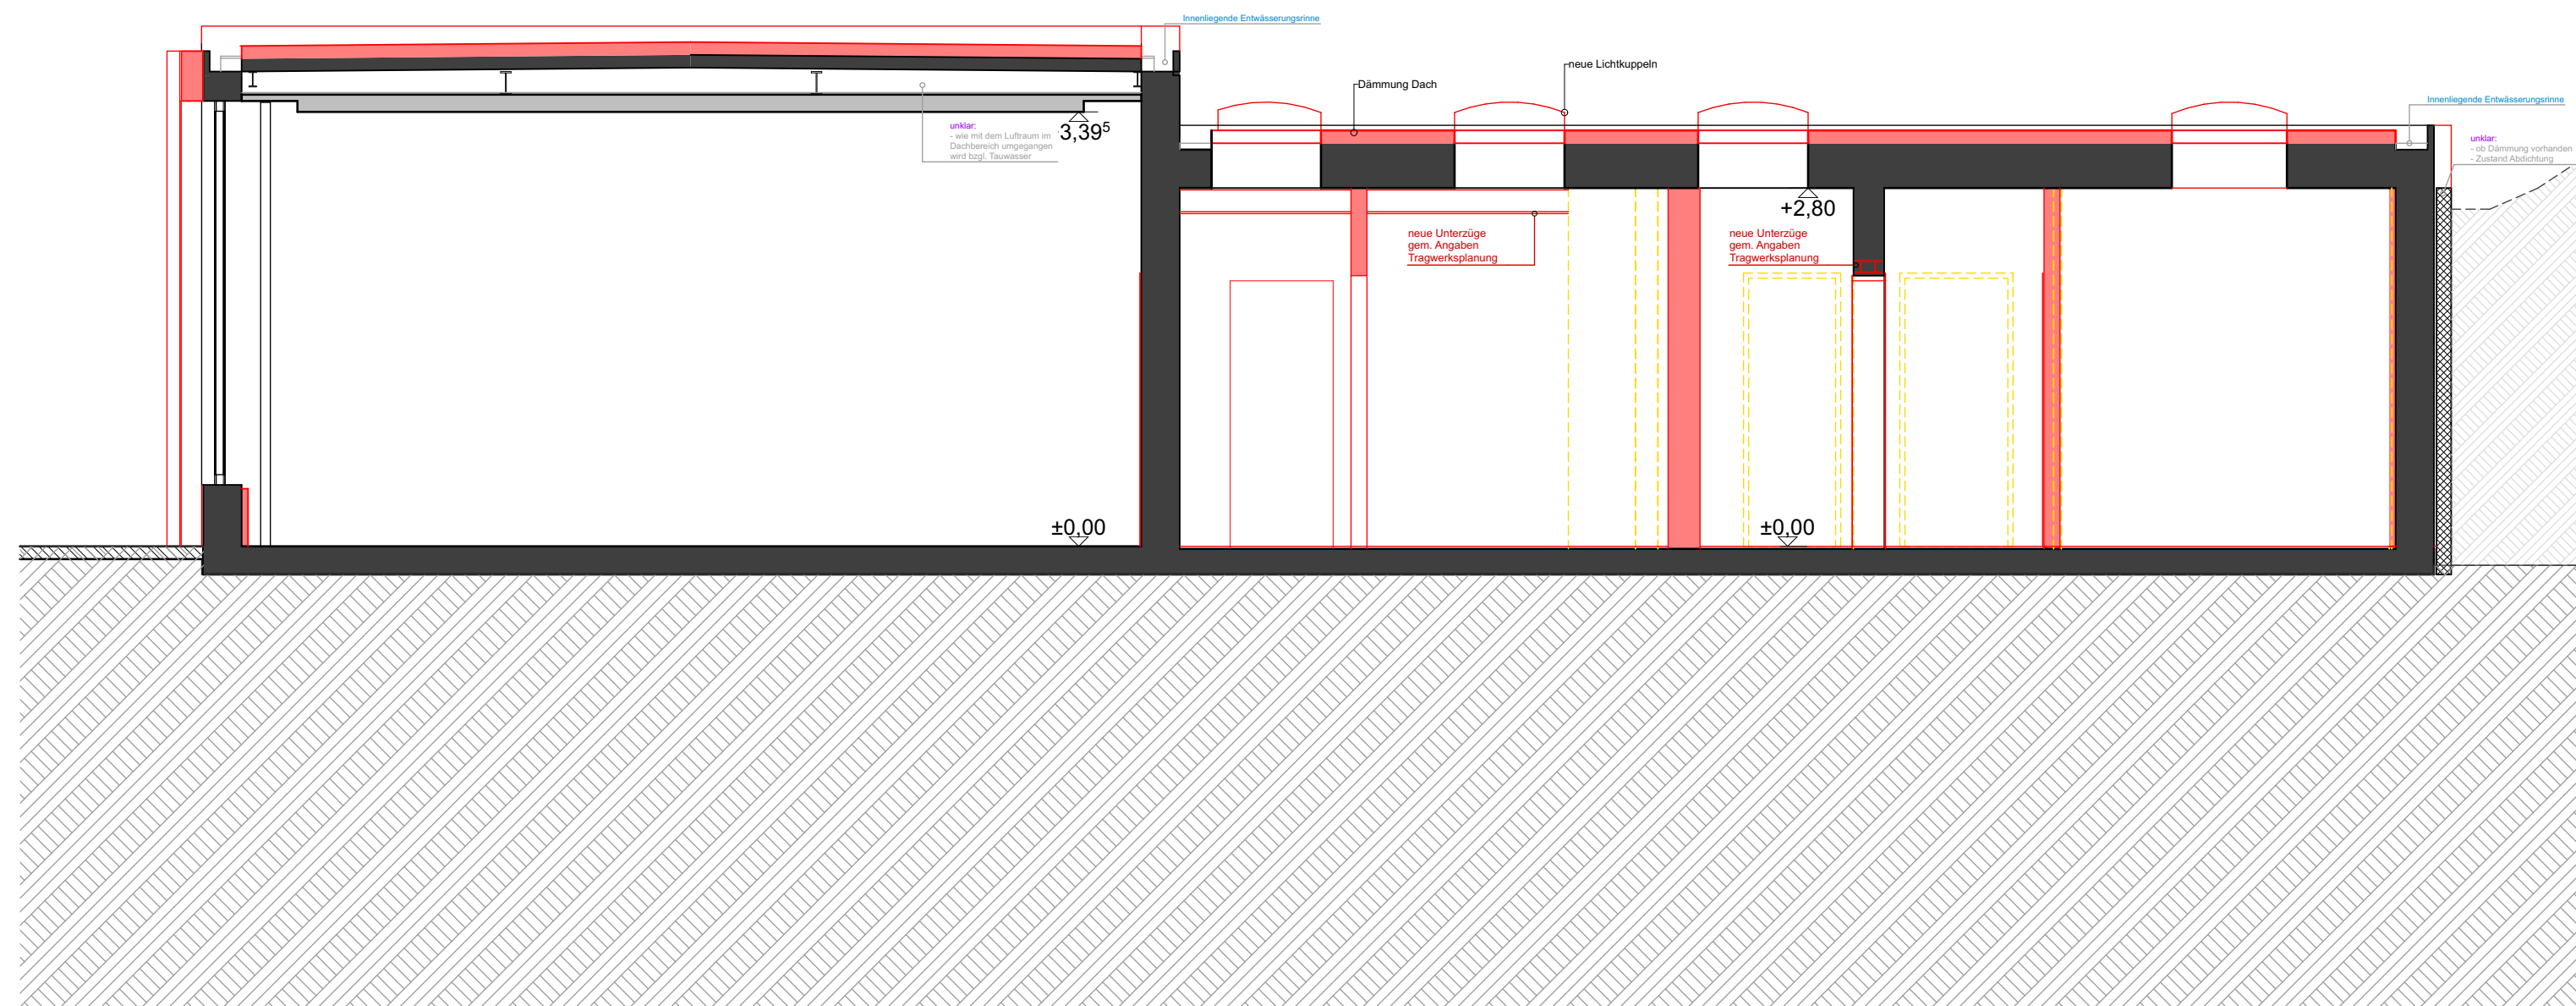 Innenliegende Entwässerungsrinne
neue Lichtkuppeln
Dämmung Dach
Innenliegende Entwässerungsrinne
unklar:
- wie mit dem Luftraum im
Dachbereich umgegangen
wird bzgl. Tauwasser
3,39⁵
unklar:
- ob Dämmung vorhanden
- Zustand Abdichtung
+2,80
neue Unterzüge
gem. Angaben
Tragwerksplanung
neue Unterzüge
gem. Angaben
Tragwerksplanung
±0,00
±0,00